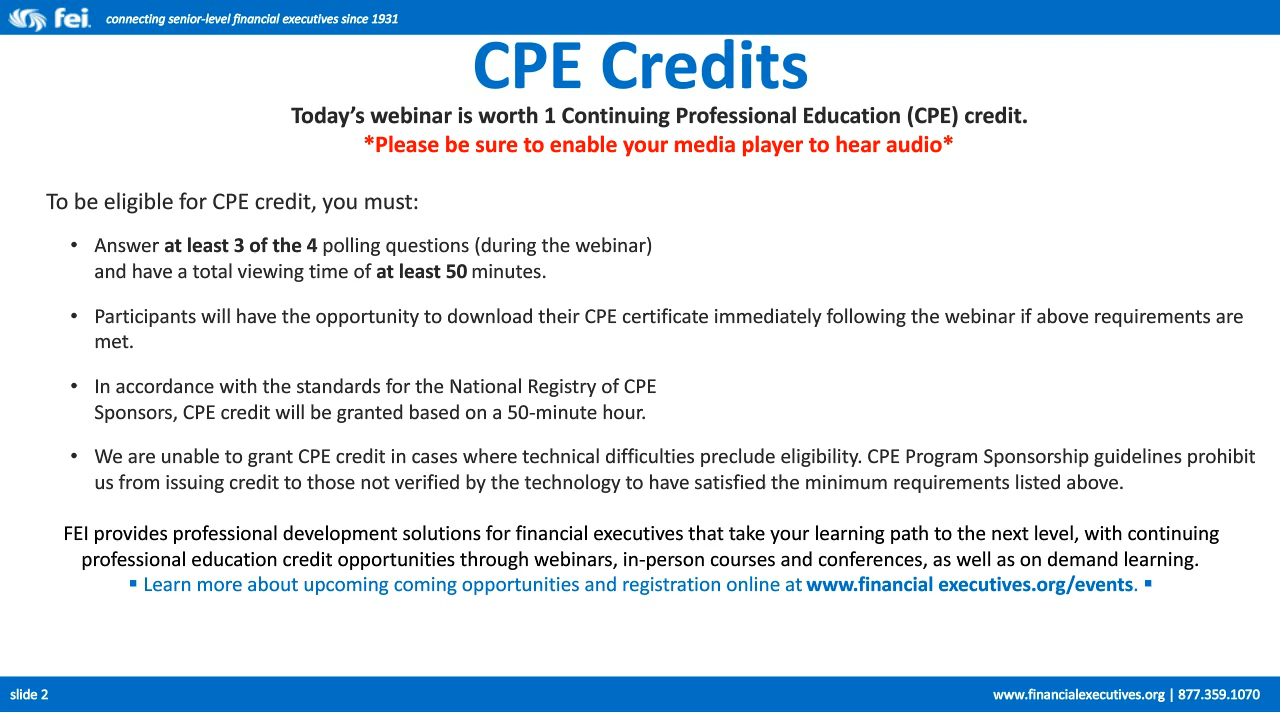 fei connecting senior-level financial executives since 1931
CPE Credits
Today’s webinar is worth 1 Continuing Professional Education (CPE) credit.
*Please be sure to enable your media player to hear audio*
To be eligible for CPE credit, you must:
• Answer at least 3 of the 4 polling questions (during the webinar)
and have a total viewing time of at least 50 minutes.
• Participants will have the opportunity to download their CPE certificate immediately following the webinar if above requirements are
met.
• In accordance with the standards for the National Registry of CPE
Sponsors, CPE credit will be granted based on a 50-minute hour.
• We are unable to grant CPE credit in cases where technical difficulties preclude eligibility. CPE Program Sponsorship guidelines prohibit
us from issuing credit to those not verified by the technology to have satisfied the minimum requirements listed above.
FEI provides professional development solutions for financial executives that take your learning path to the next level, with continuing
professional education credit opportunities through webinars, in-person courses and conferences, as well as on demand learning.
▪ Learn more about upcoming coming opportunities and registration online at www.financial executives.org/events. ▪
slide 2
www.financialexecutives.org | 877.359.1070